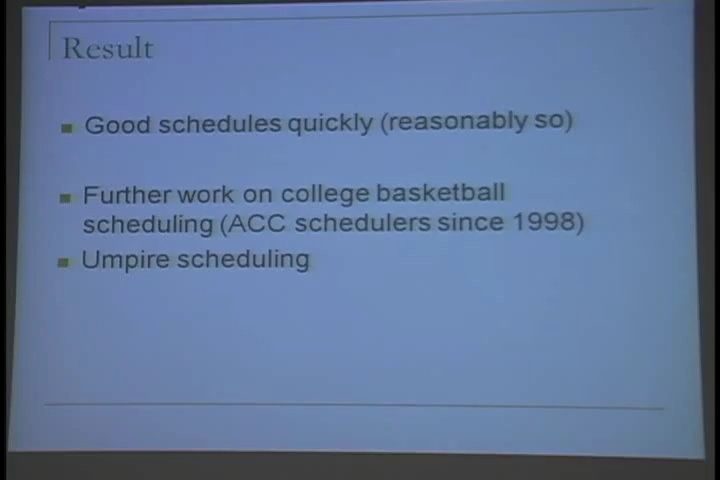 Result
Good schedules quickly (reasonably so)
Further work on college basketball
scheduling (ACC schedulers since 1998)
Umpire scheduling